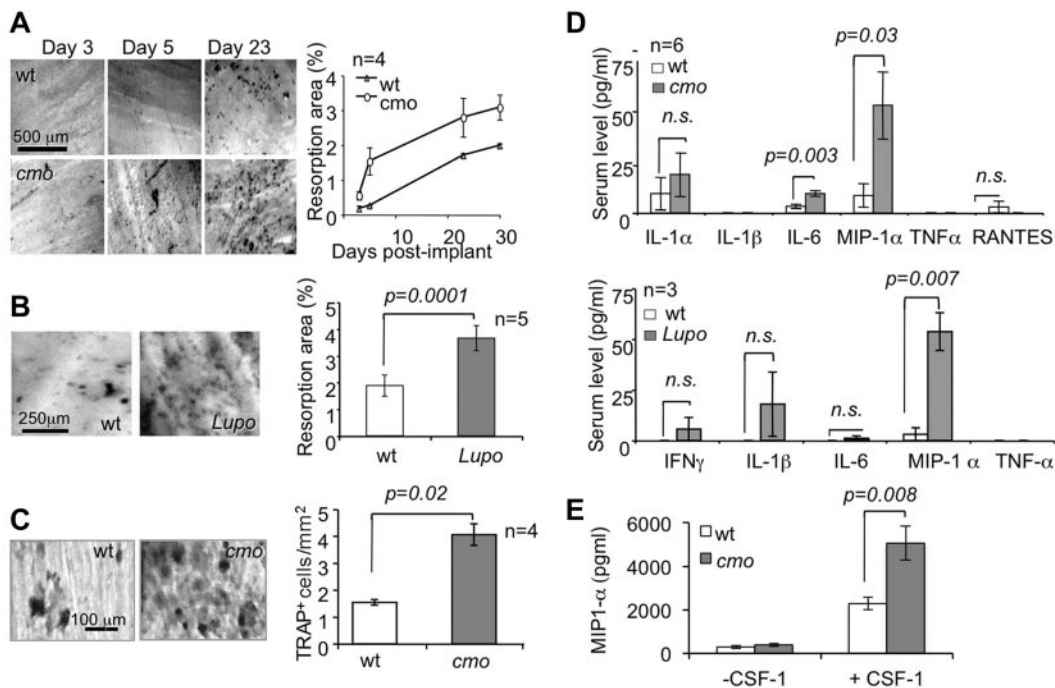 A
Day 3 Day 5 Day 23
wt
500 μm
cmo
Resorption area (%)
n=4
wt
cmo
4
3
2
1
0
0 10 20 30
Days post-implant
B
250μm wt
Lupo
Resorption area (%)
p=0.0001
n=5
5
4
3
2
1
0
wt Lupo
C
wt
100 μm
cmo
TRAP+ cells/mm²
p=0.02
n=4
5
4
3
2
1
0
wt cmo
D
Serum level (pg/ml)
n=6
wt
cmo
75
50
25
0
n.s.
p=0.003
p=0.03
n.s.
IL-1α IL-1β IL-6 MIP-1α TNFα RANTES
Serum level (pg/ml)
n=3
wt
Lupo
75
50
25
0
n.s.
n.s.
n.s.
p=0.007
IFNγ IL-1β IL-6 MIP-1 α TNF-α
E
MIP1-α (pgml)
wt
cmo
6000
4000
2000
0
p=0.008
-CSF-1 + CSF-1